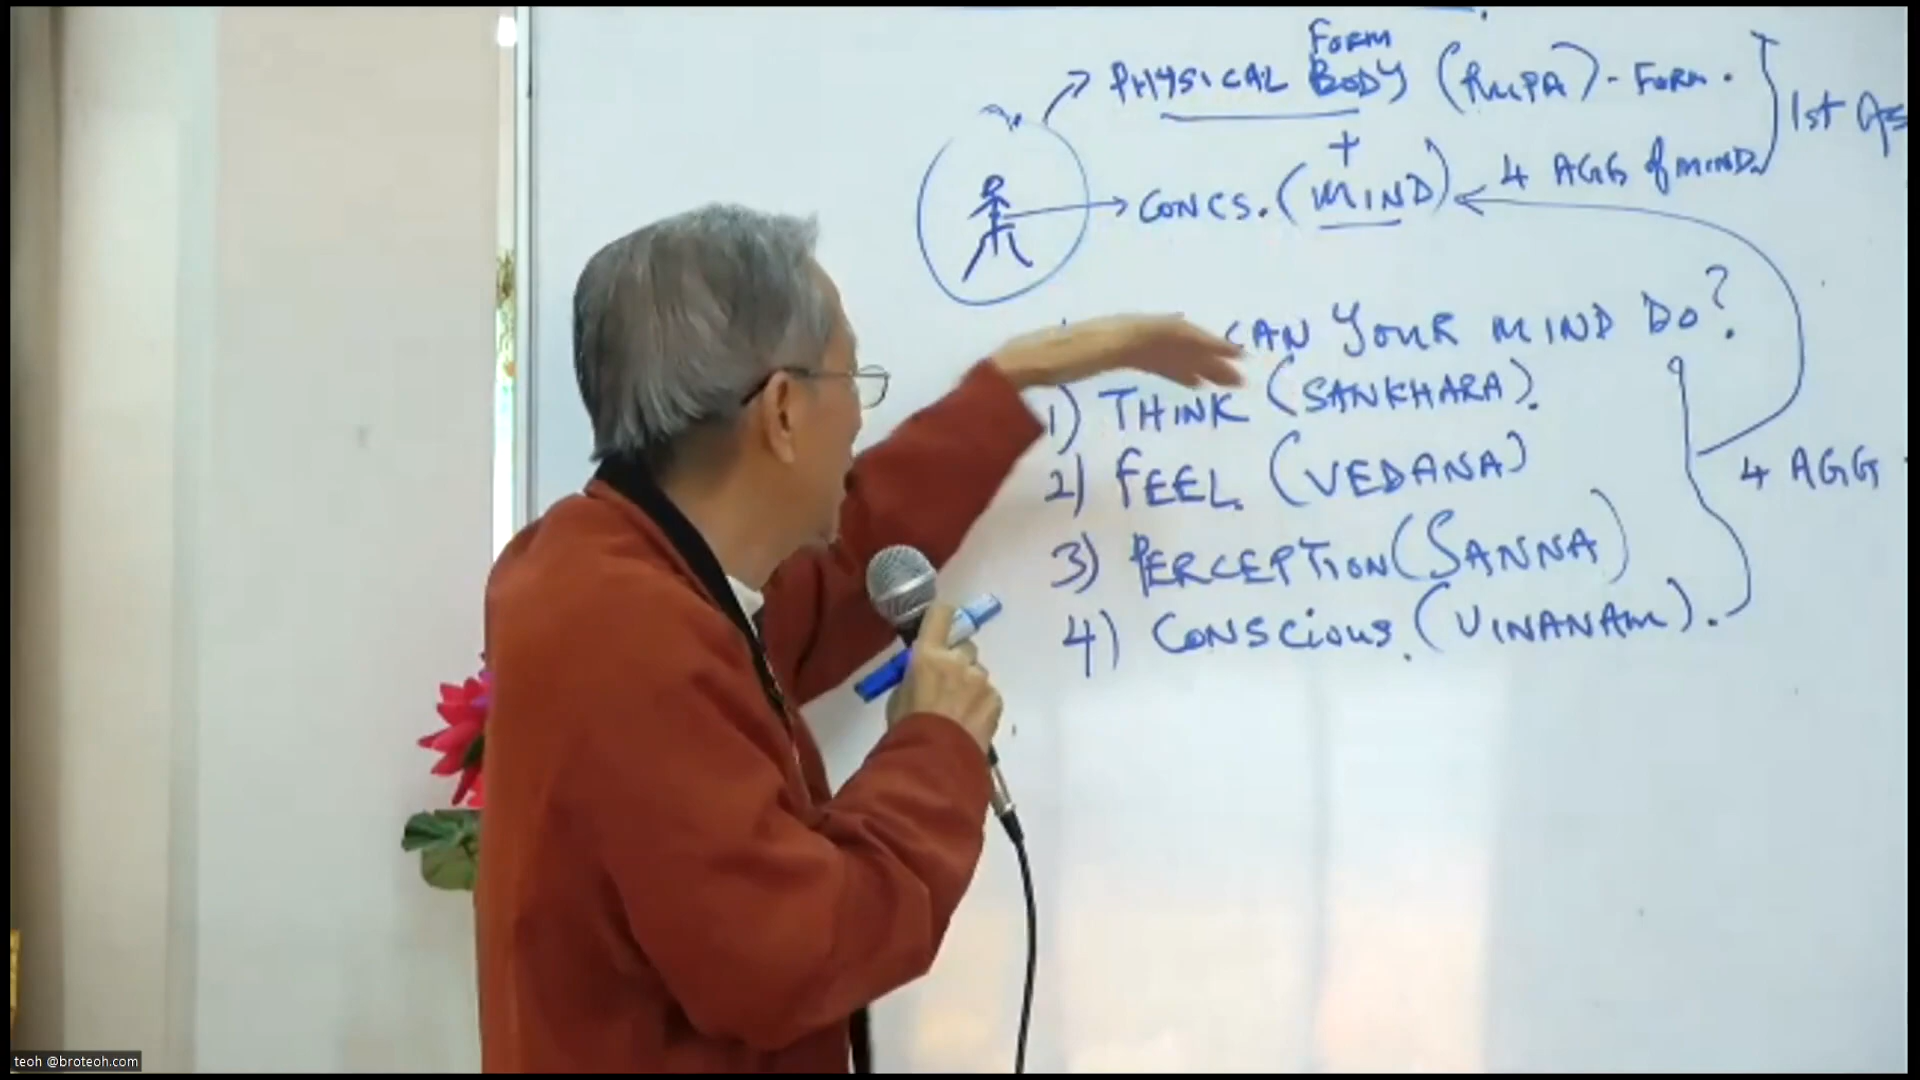 FORM
PHYSICAL BODY (RUPA) - FORM.
+
1st
CONCS. (MIND) 4 AGG of MIND.
CAN YOUR MIND DO?
1) THINK (SANKHARA).
2) FEEL. (VEDANA)
4 AGG
3) PERCEPTION (SANNA)
4) CONSCIOUS. (VINANAM).
teoh @broteoh.com